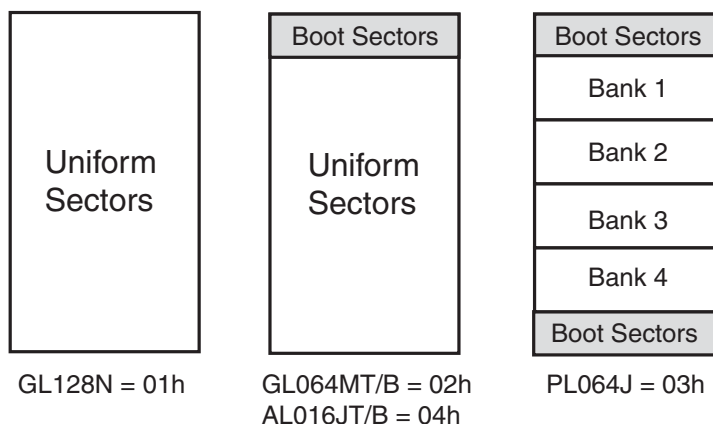 Uniform
Sectors
GL128N = 01h
Boot Sectors
Uniform
Sectors
GL064MT/B = 02h
AL016JT/B = 04h
Boot Sectors
Bank 1
Bank 2
Bank 3
Bank 4
Boot Sectors
PL064J = 03h